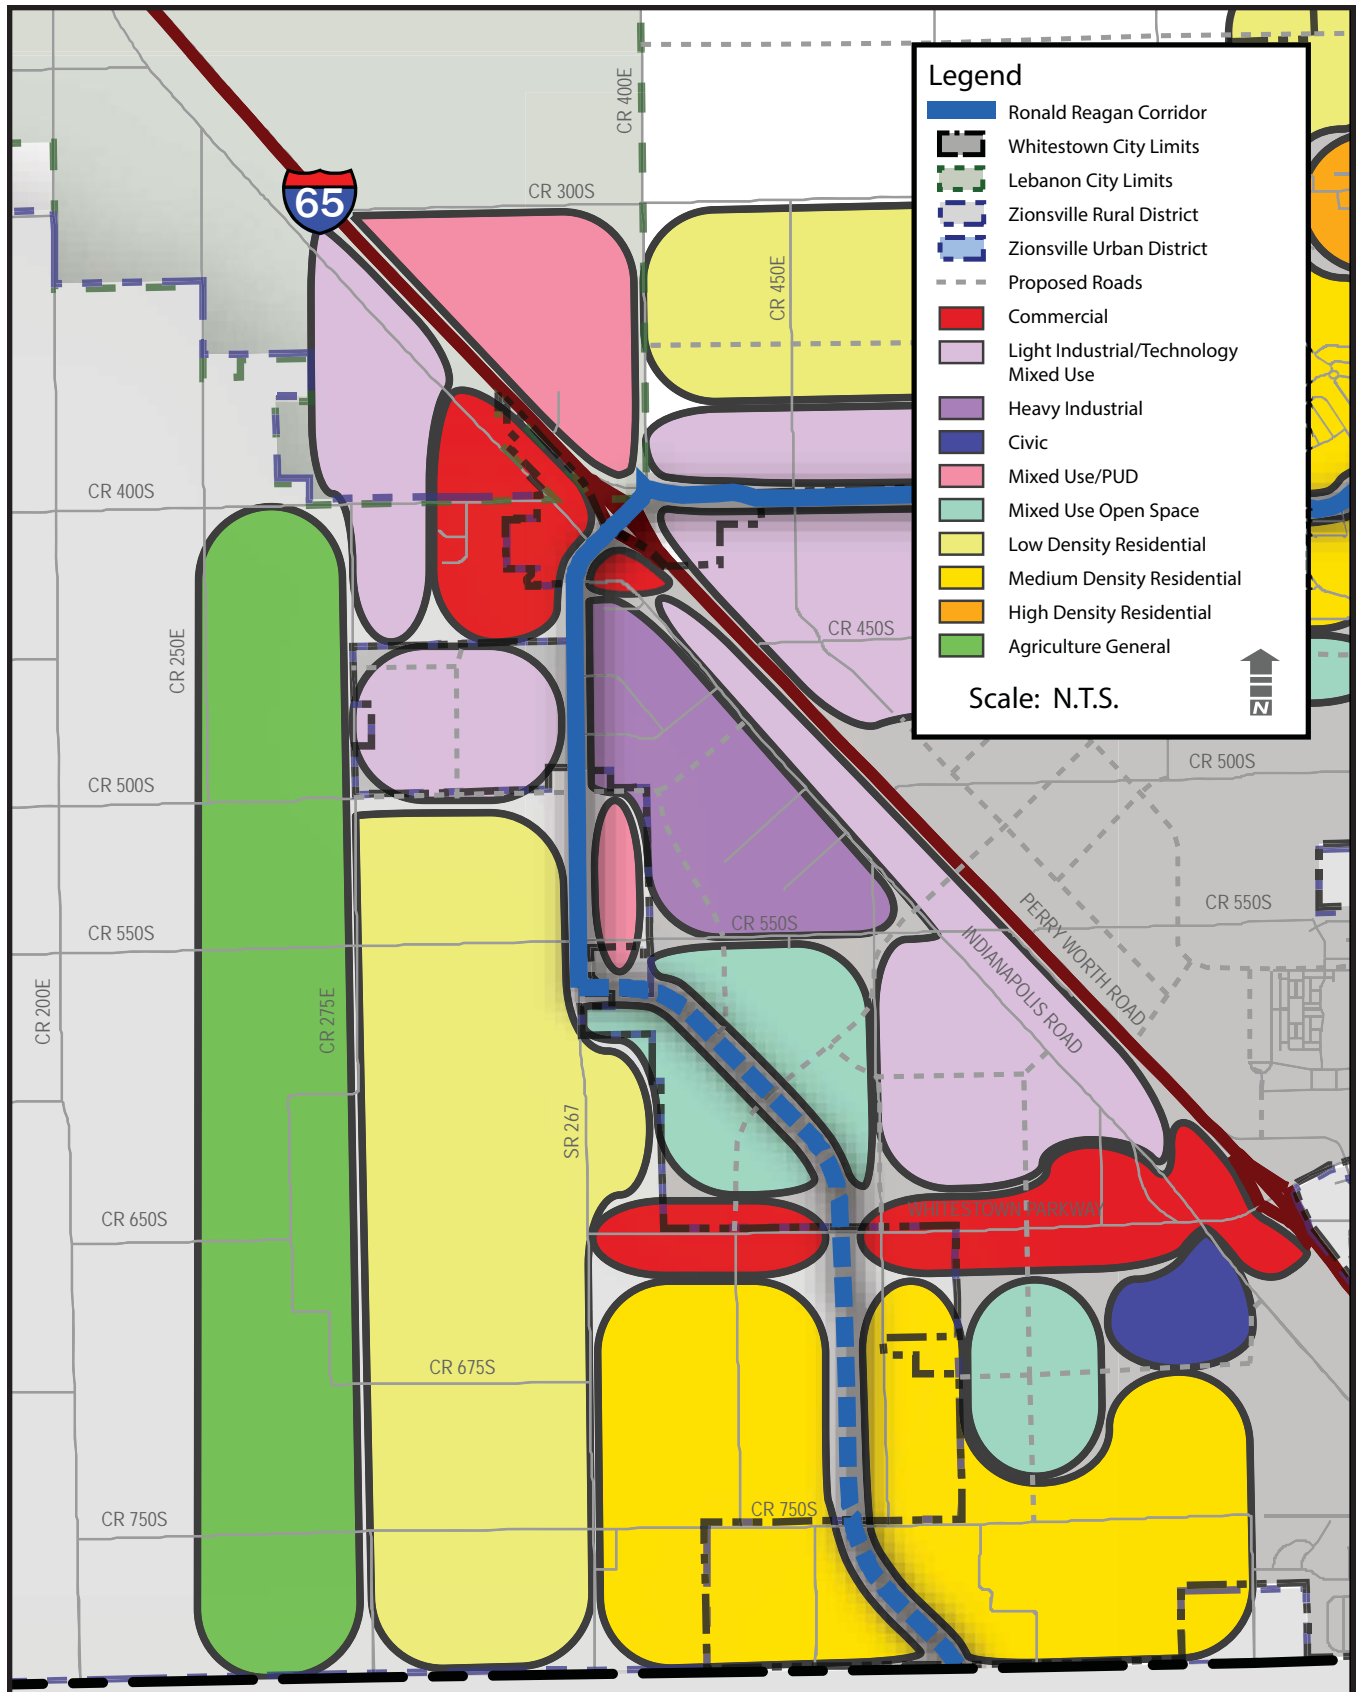 Legend
Ronald Reagan Corridor
Whitestown City Limits
Lebanon City Limits
Zionsville Rural District
Zionsville Urban District
Proposed Roads
Commercial
Light Industrial/Technology
Mixed Use
Heavy Industrial
Civic
Mixed Use/PUD
Mixed Use Open Space
Low Density Residential
Medium Density Residential
High Density Residential
Agriculture General
Scale: N.T.S.
N
CR 400E
65
CR 300S
CR 450E
CR 400S
CR 250E
CR 450S
CR 500S
CR 500S
CR 550S
CR 550S
CR 550S
PERRY WORTH ROAD
INDIANAPOLIS ROAD
CR 200E
CR 275E
SR 267
CR 650S
WHITESTOWN PARKWAY
CR 675S
CR 750S
CR 750S